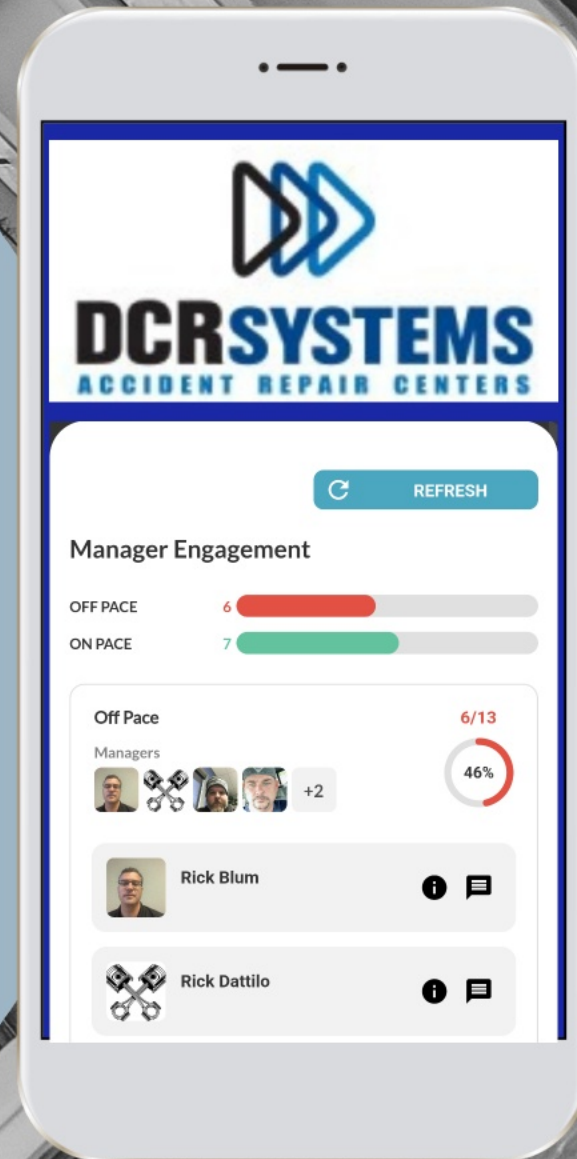 DCRSYSTEMS
ACCIDENT REPAIR CENTERS
REFRESH
Manager Engagement
OFF PACE 6
ON PACE 7
Off Pace 6/13
Managers
46%
+2
Rick Blum
Rick Dattilo